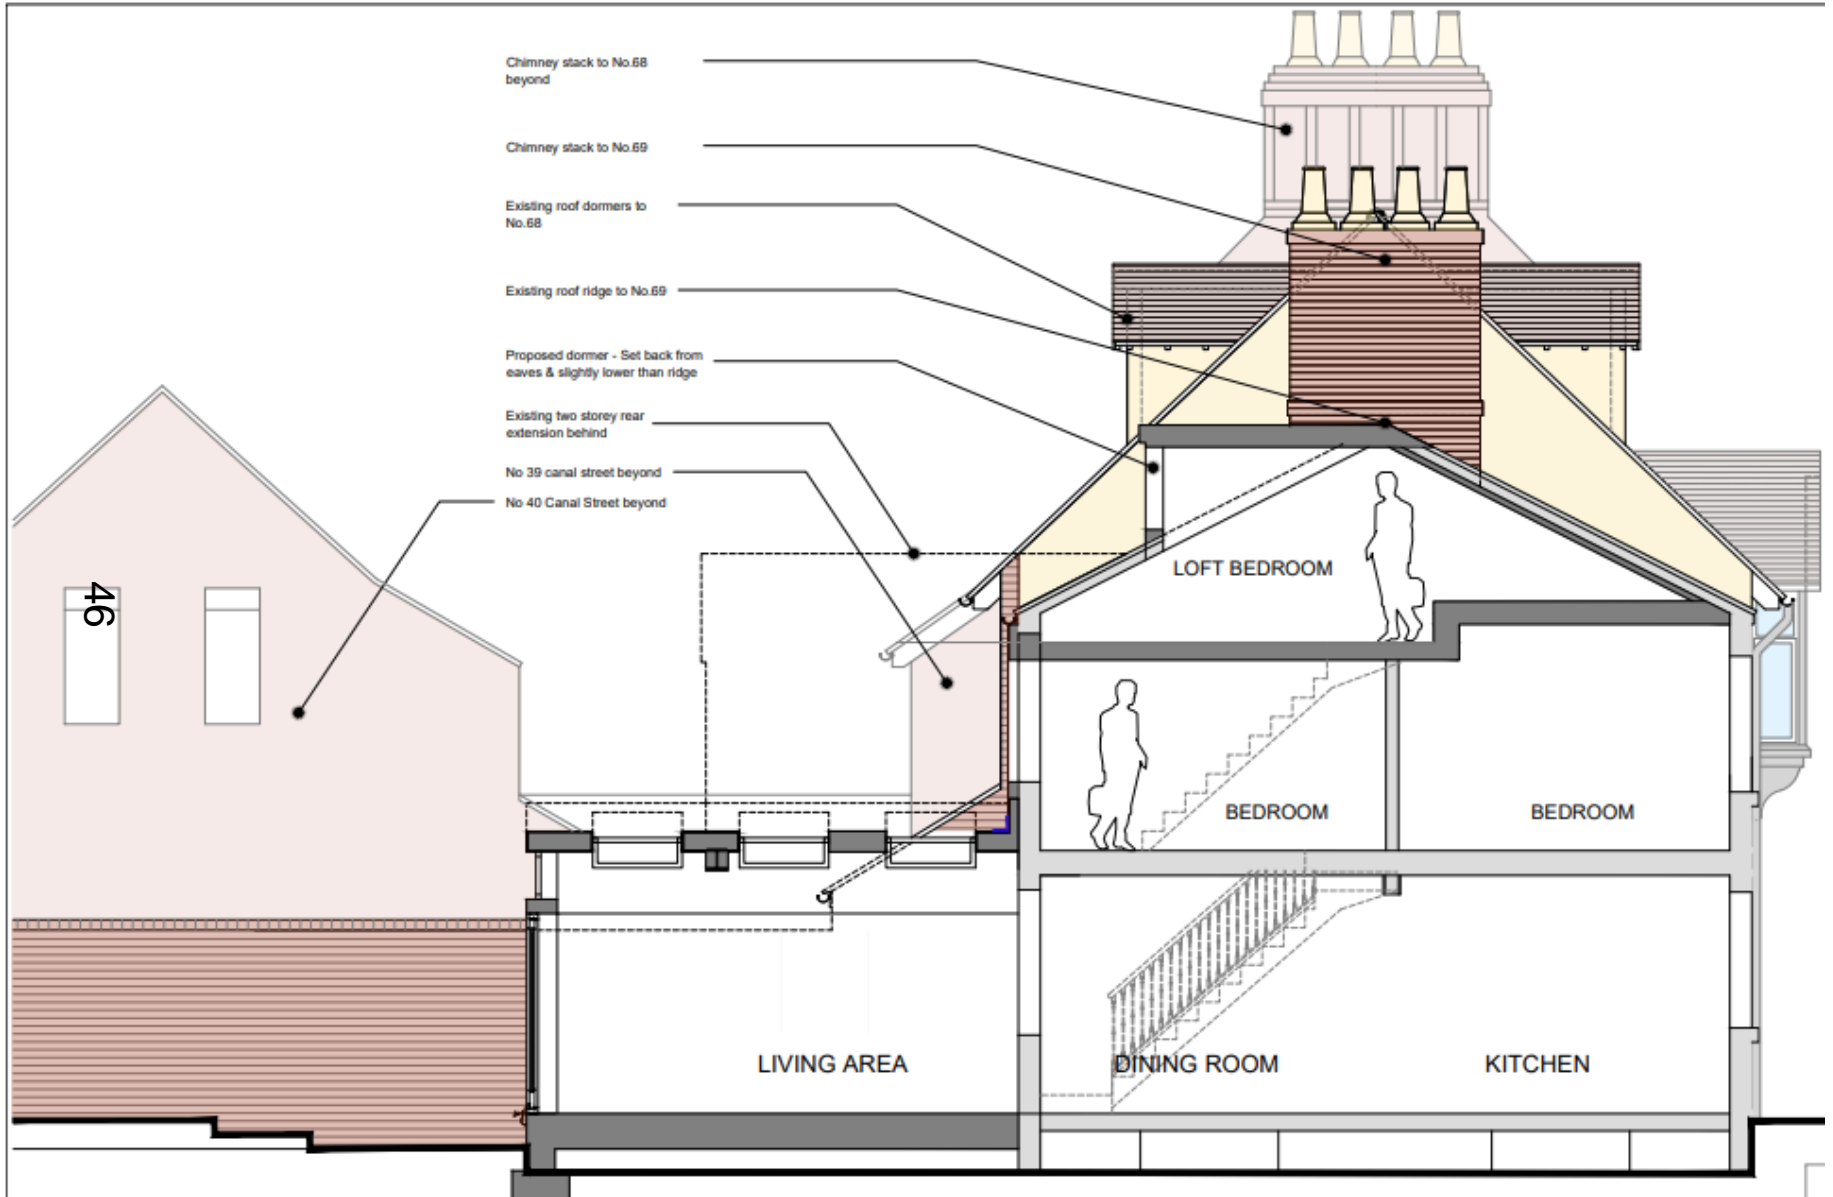 Chimney stack to No.68
beyond
Chimney stack to No.69
Existing roof dormers to
No.68
Existing roof ridge to No.69
Proposed dormer - Set back from
eaves & slightly lower than ridge
Existing two storey rear
extension behind
No 39 canal street beyond
No 40 Canal Street beyond
46
LOFT BEDROOM
BEDROOM
BEDROOM
LIVING AREA
DINING ROOM
KITCHEN